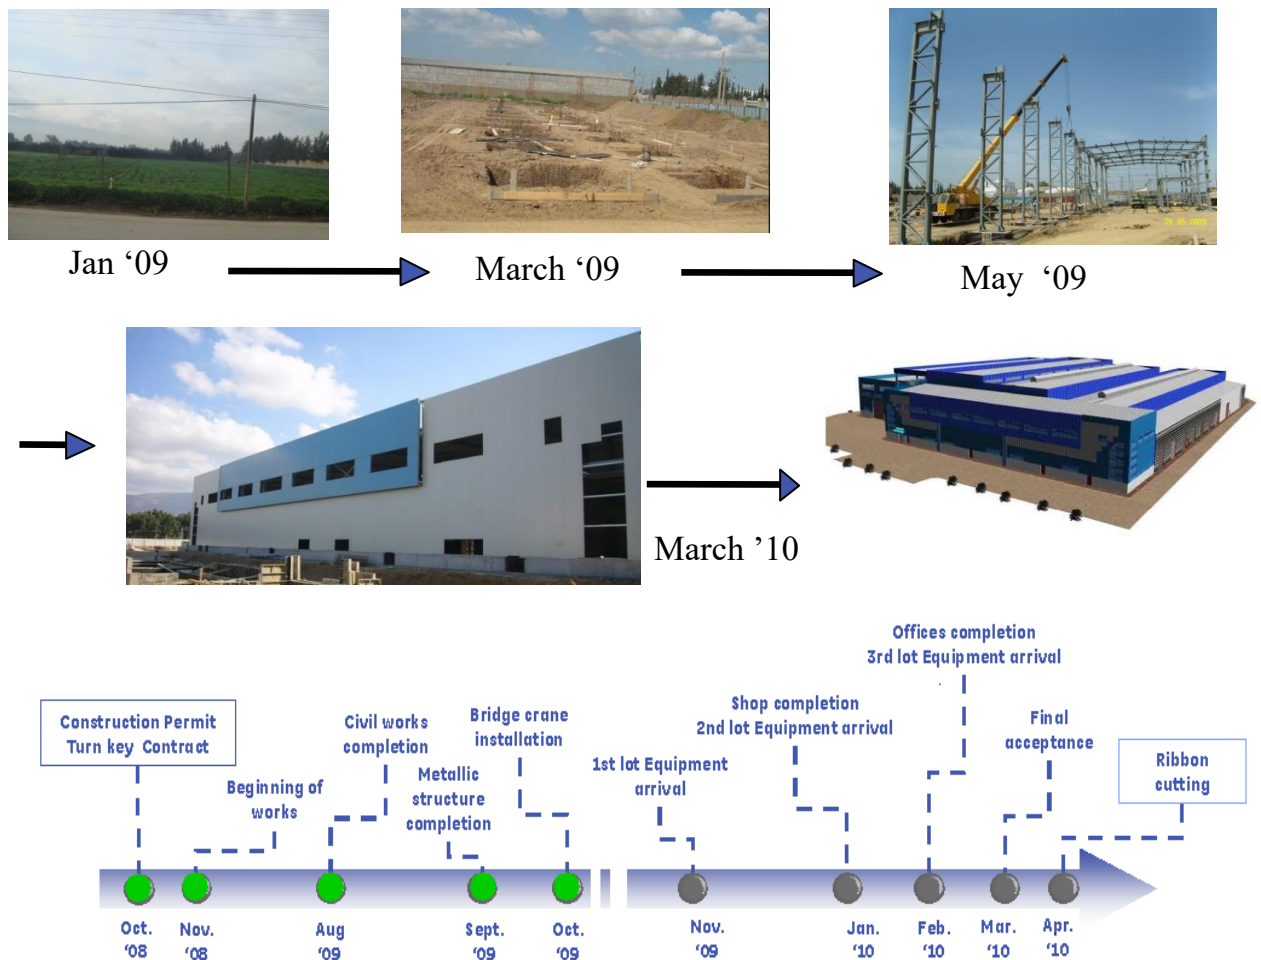 26.05.2009
Jan ‘09
March ‘09
May ‘09
March ’10
Offices completion
3rd lot Equipment arrival
Construction Permit
Turn key Contract
Civil works
completion
Bridge crane
installation
Shop completion
2nd lot Equipment arrival
Final
acceptance
Beginning of
works
Metallic
structure
completion
1st lot Equipment
arrival
Ribbon
cutting
Oct.
‘08
Nov.
‘08
Aug
‘09
Sept.
‘09
Oct.
‘09
Nov.
‘09
Jan.
‘10
Feb.
‘10
Mar.
‘10
Apr.
‘10